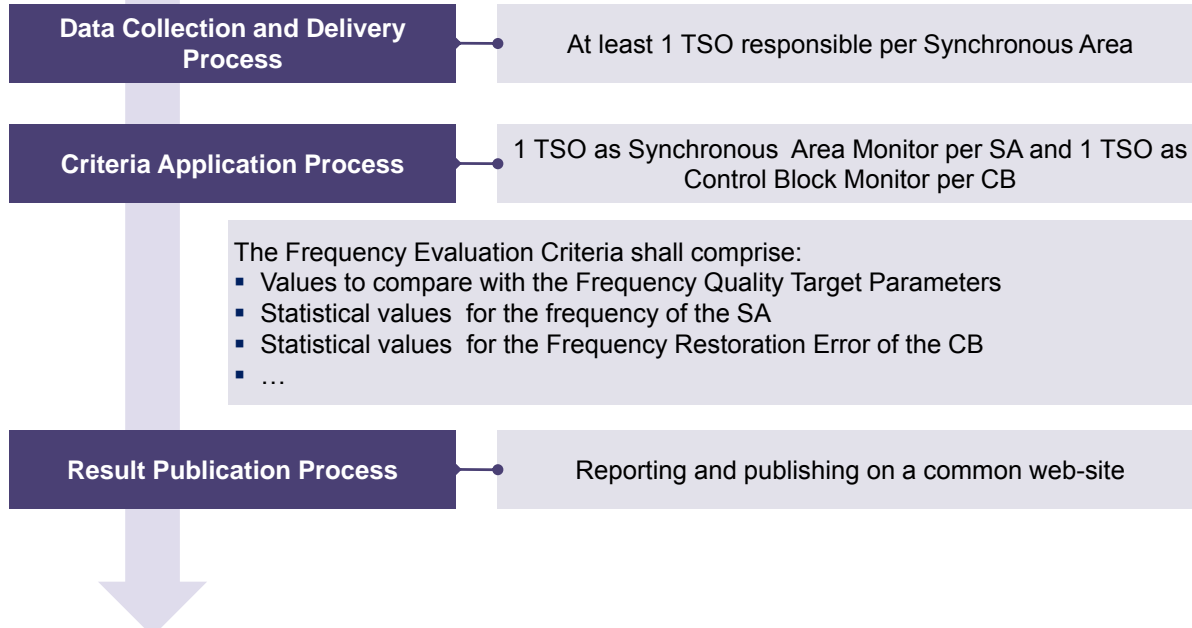 Data Collection and Delivery
Process
At least 1 TSO responsible per Synchronous Area
Criteria Application Process
1 TSO as Synchronous Area Monitor per SA and 1 TSO as
Control Block Monitor per CB
The Frequency Evaluation Criteria shall comprise:
▪ Values to compare with the Frequency Quality Target Parameters
▪ Statistical values for the frequency of the SA
▪ Statistical values for the Frequency Restoration Error of the CB
▪ …
Result Publication Process
Reporting and publishing on a common web-site